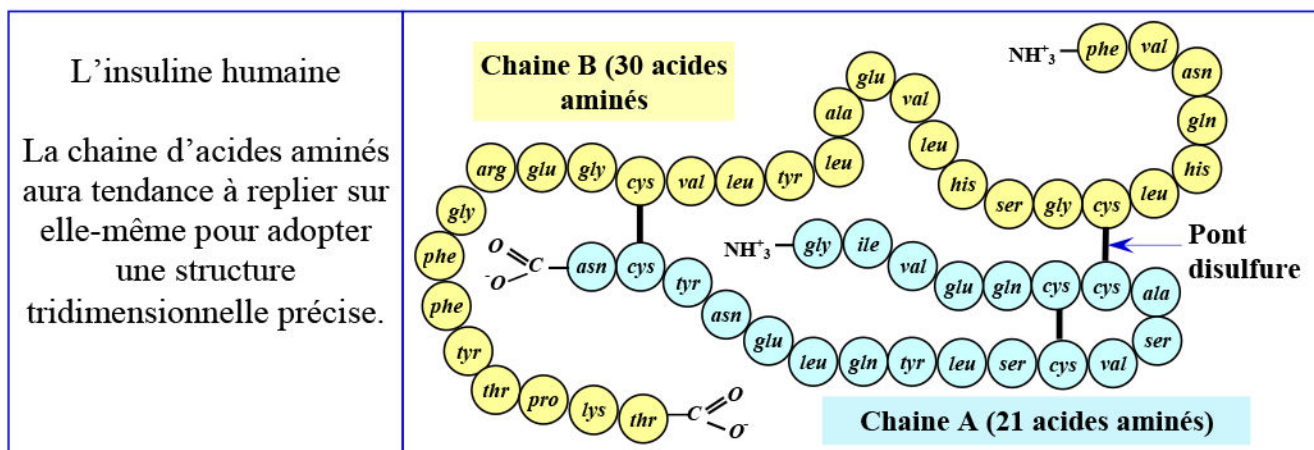 L'insuline humaine
La chaine d'acides aminés
aura tendance à replier sur
elle-même pour adopter
une structure
tridimensionnelle précise.
Chaine B (30 acides
aminés
NH+3 phe val asn gln his leu cys gly ser his leu val glu ala leu tyr leu val cys gly glu arg gly phe phe tyr thr pro lys thr C O O-
Pont
disulfure
NH+3 gly ile val glu gln cys cys ala ser val cys ser leu tyr gln leu glu asn tyr cys asn C O -O
Chaine A (21 acides aminés)